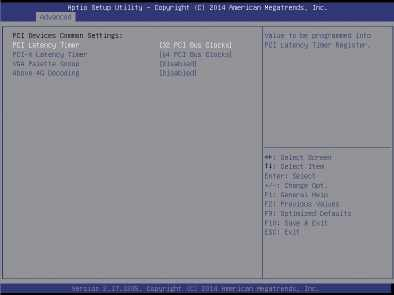 Aptio Setup Utility - Copyright (C) 2014 American Megatrends, Inc.
Advanced
PCI Devices Common Settings:
PCI Latency Timer [32 PCI Bus Clocks]
PCI-X Latency Timer [64 PCI Bus Clocks]
VGA Palette Snoop [Disabled]
Above 4G Decoding [Disabled]
Value to be programmed into
PCI Latency Timer Register.
→←: Select Screen
↑↓: Select Item
Enter: Select
+/-: Change Opt.
F1: General Help
F2: Previous Values
F9: Optimized Defaults
F10: Save & Exit
ESC: Exit
Version 2.17.1249. Copyright (C) 2014 American Megatrends, Inc.